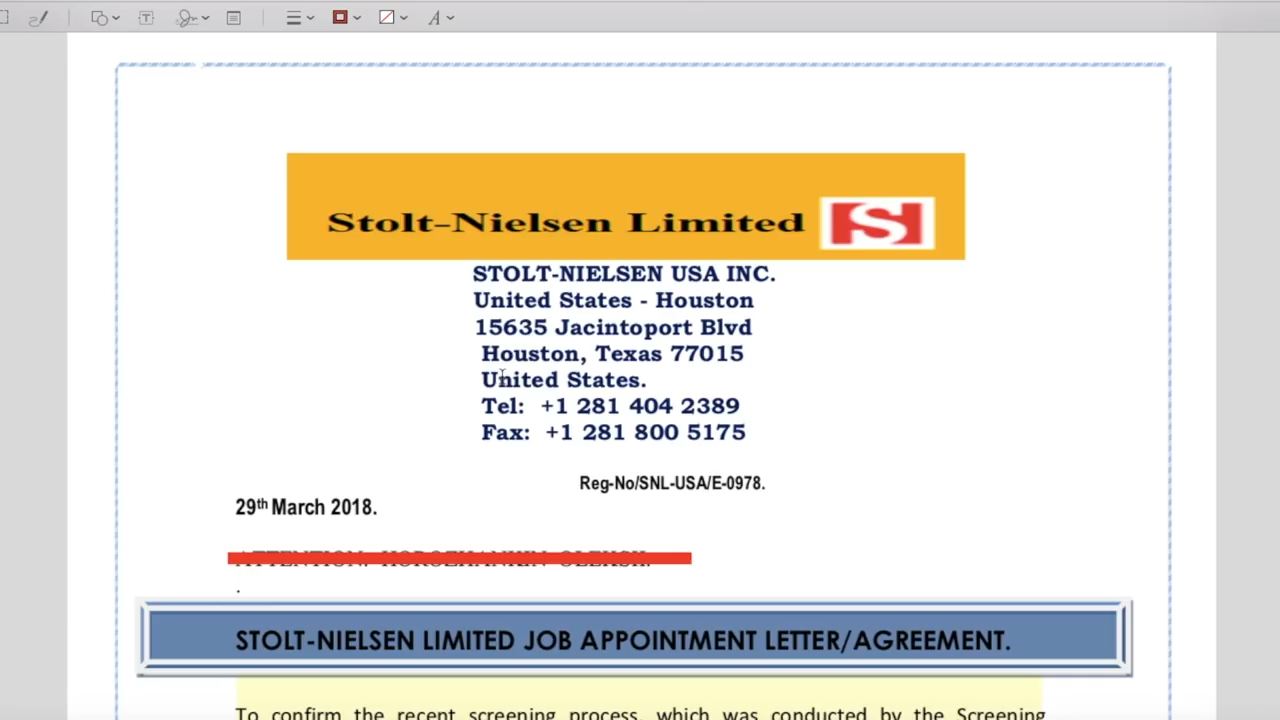 Stolt-Nielsen Limited
STOLT-NIELSEN USA INC.
United States - Houston
15635 Jacintoport Blvd
Houston, Texas 77015
United States.
Tel: +1 281 404 2389
Fax: +1 281 800 5175
Reg-No/SNL-USA/E-0978.
29th March 2018.
.
STOLT-NIELSEN LIMITED JOB APPOINTMENT LETTER/AGREEMENT.
To confirm the recent screening process, which was conducted by the Screening